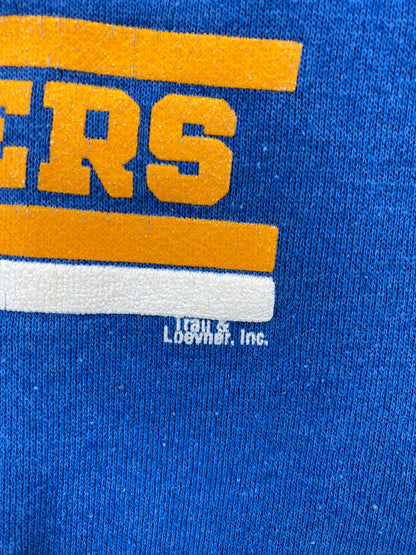 ERS
Trau &
Loevner, Inc.